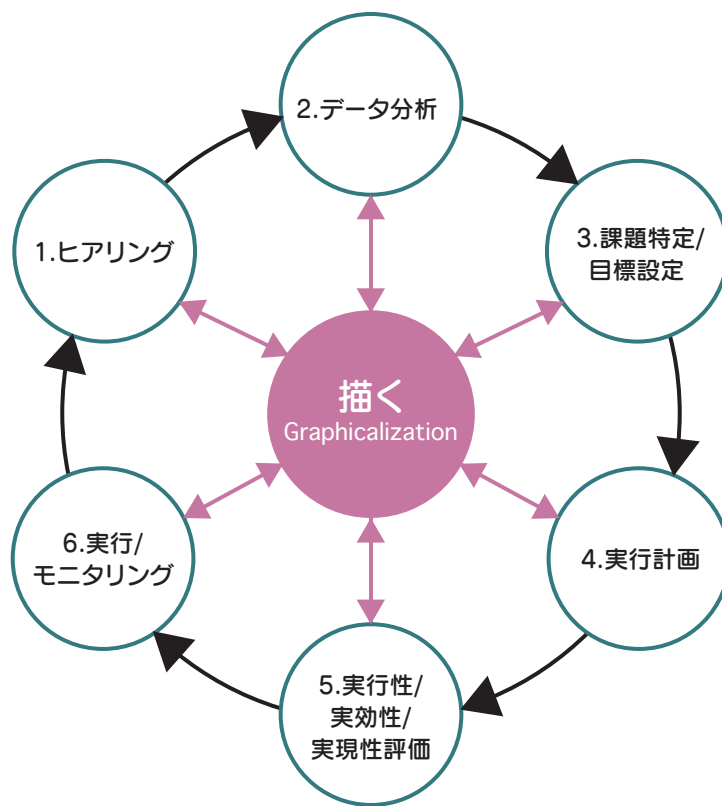 1.ヒアリング
2.データ分析
3.課題特定/
目標設定
4.実行計画
5.実行性/
実効性/
実現性評価
6.実行/
モニタリング
描く
Graphicalization